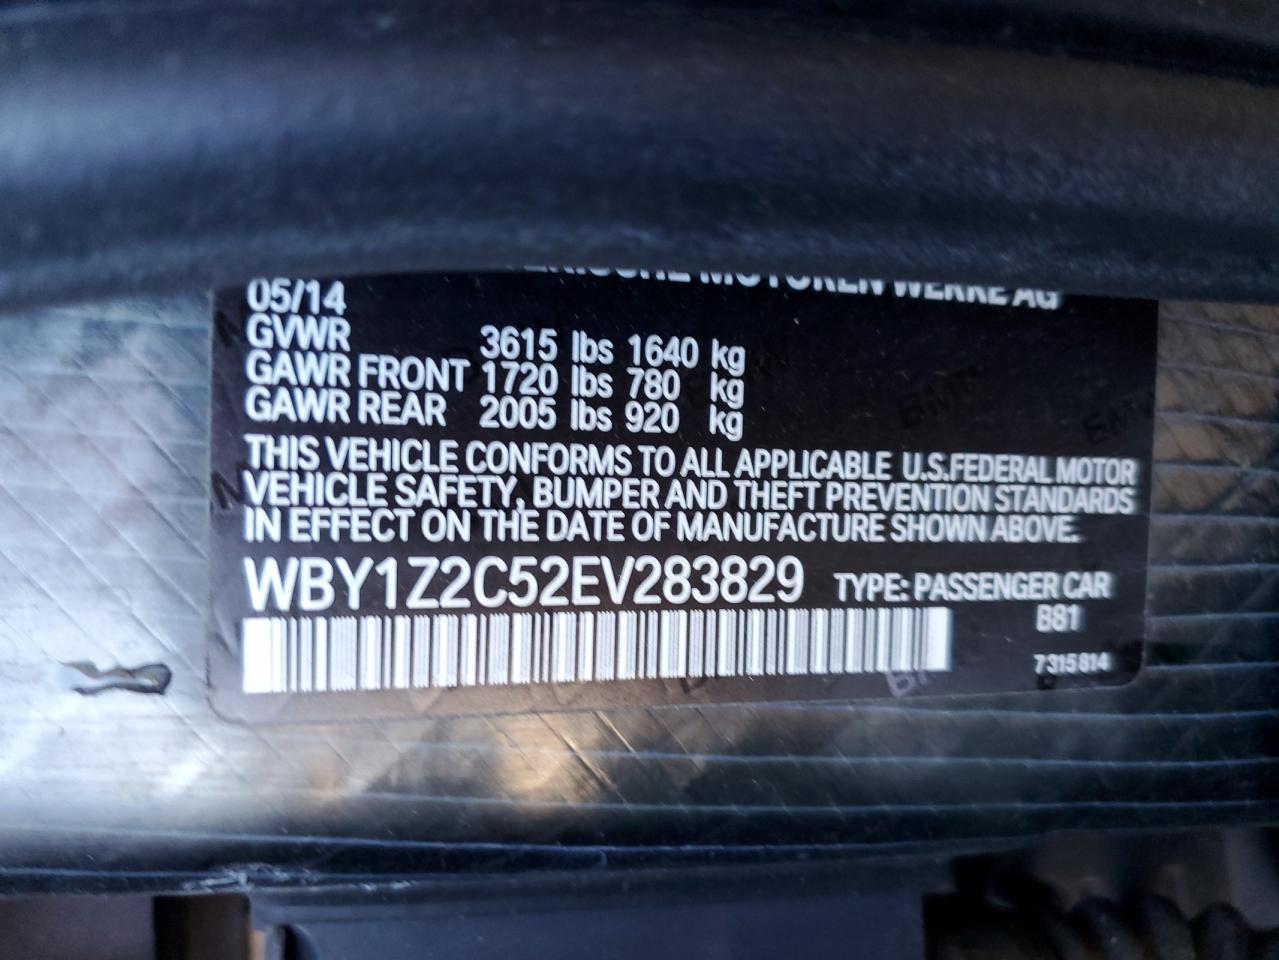 MOTOREN WERKE AG
05/14
GVWR 3615 lbs 1640 kg
GAWR FRONT 1720 lbs 780 kg
GAWR REAR 2005 lbs 920 kg
THIS VEHICLE CONFORMS TO ALL APPLICABLE U.S.FEDERAL MOTOR
VEHICLE SAFETY, BUMPER AND THEFT PREVENTION STANDARDS
IN EFFECT ON THE DATE OF MANUFACTURE SHOWN ABOVE.
WBY1Z2C52EV283829 TYPE: PASSENGER CAR
B81
7315814